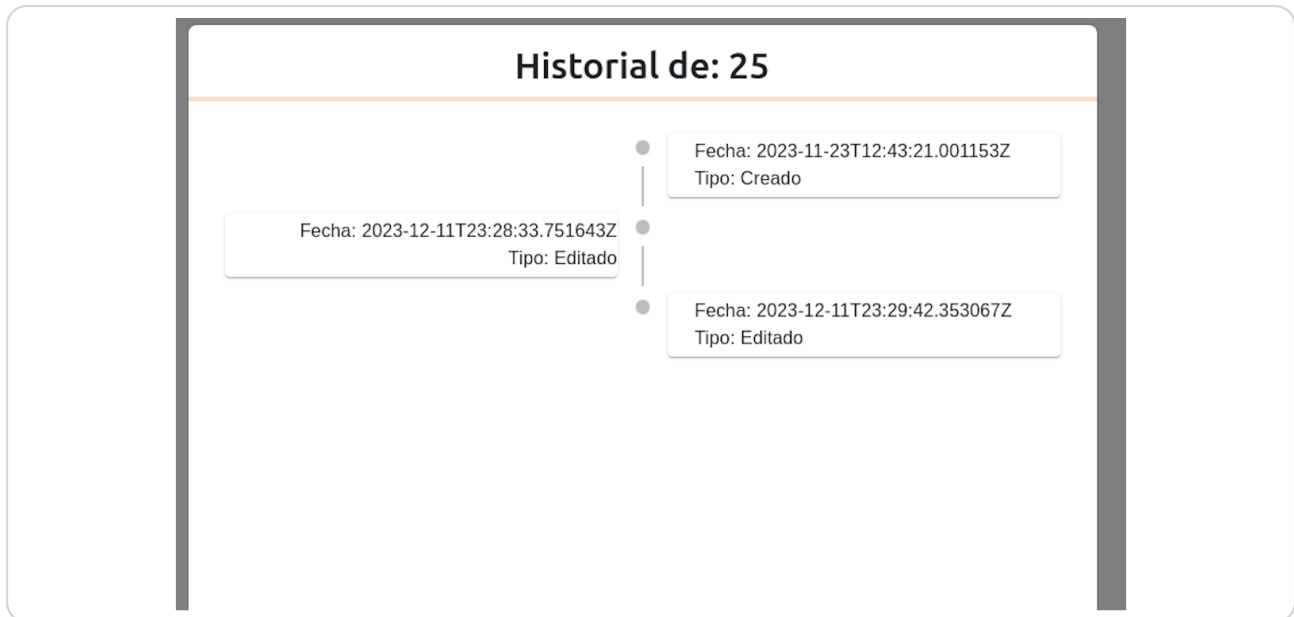 Historial de: 25
Fecha: 2023-11-23T12:43:21.001153Z
Tipo: Creado
Fecha: 2023-12-11T23:28:33.751643Z
Tipo: Editado
Fecha: 2023-12-11T23:29:42.353067Z
Tipo: Editado